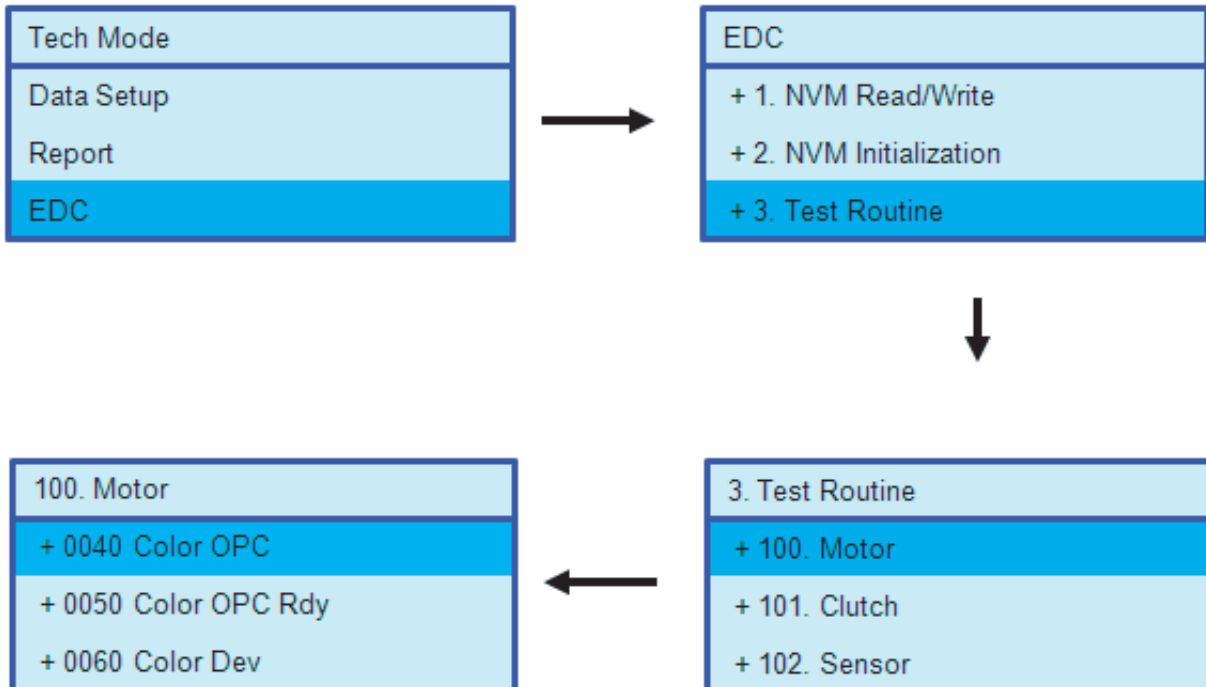 Tech Mode
Data Setup
Report
EDC
EDC
+ 1. NVM Read/Write
+ 2. NVM Initialization
+ 3. Test Routine
3. Test Routine
+ 100. Motor
+ 101. Clutch
+ 102. Sensor
100. Motor
+ 0040 Color OPC
+ 0050 Color OPC Rdy
+ 0060 Color Dev